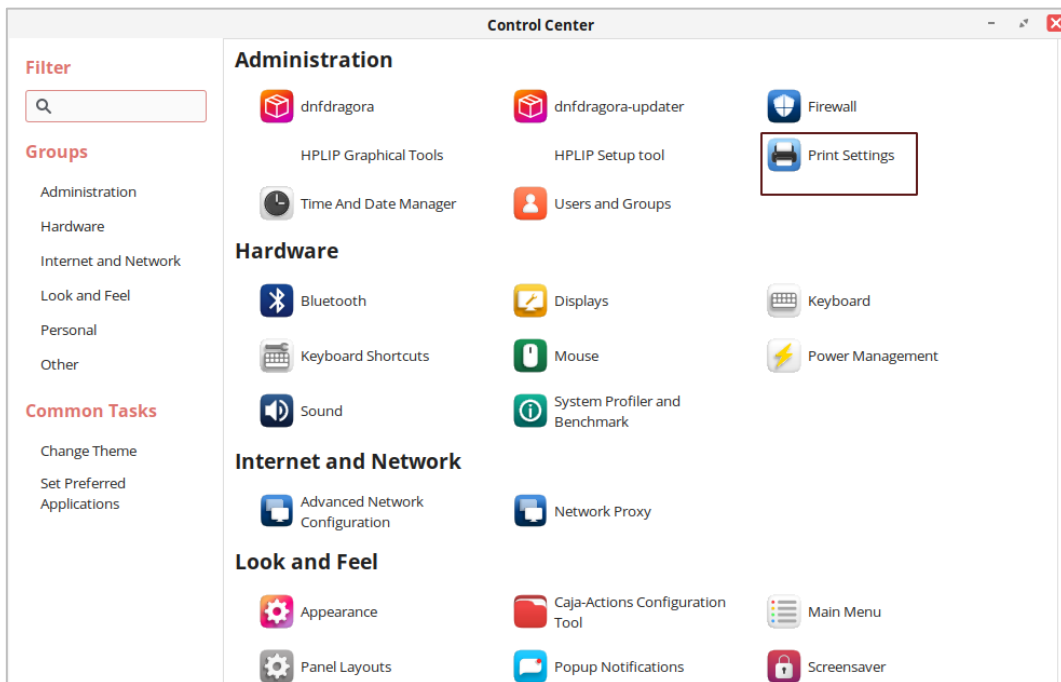 Control Center
Filter
Groups
Administration
Hardware
Internet and Network
Look and Feel
Personal
Other
Common Tasks
Change Theme
Set Preferred
Applications
Administration
dnfdragora
dnfdragora-updater
Firewall
HPLIP Graphical Tools
HPLIP Setup tool
Print Settings
Time And Date Manager
Users and Groups
Hardware
Bluetooth
Displays
Keyboard
Keyboard Shortcuts
Mouse
Power Management
Sound
System Profiler and
Benchmark
Internet and Network
Advanced Network
Configuration
Network Proxy
Look and Feel
Appearance
Caja-Actions Configuration
Tool
Main Menu
Panel Layouts
Popup Notifications
Screensaver